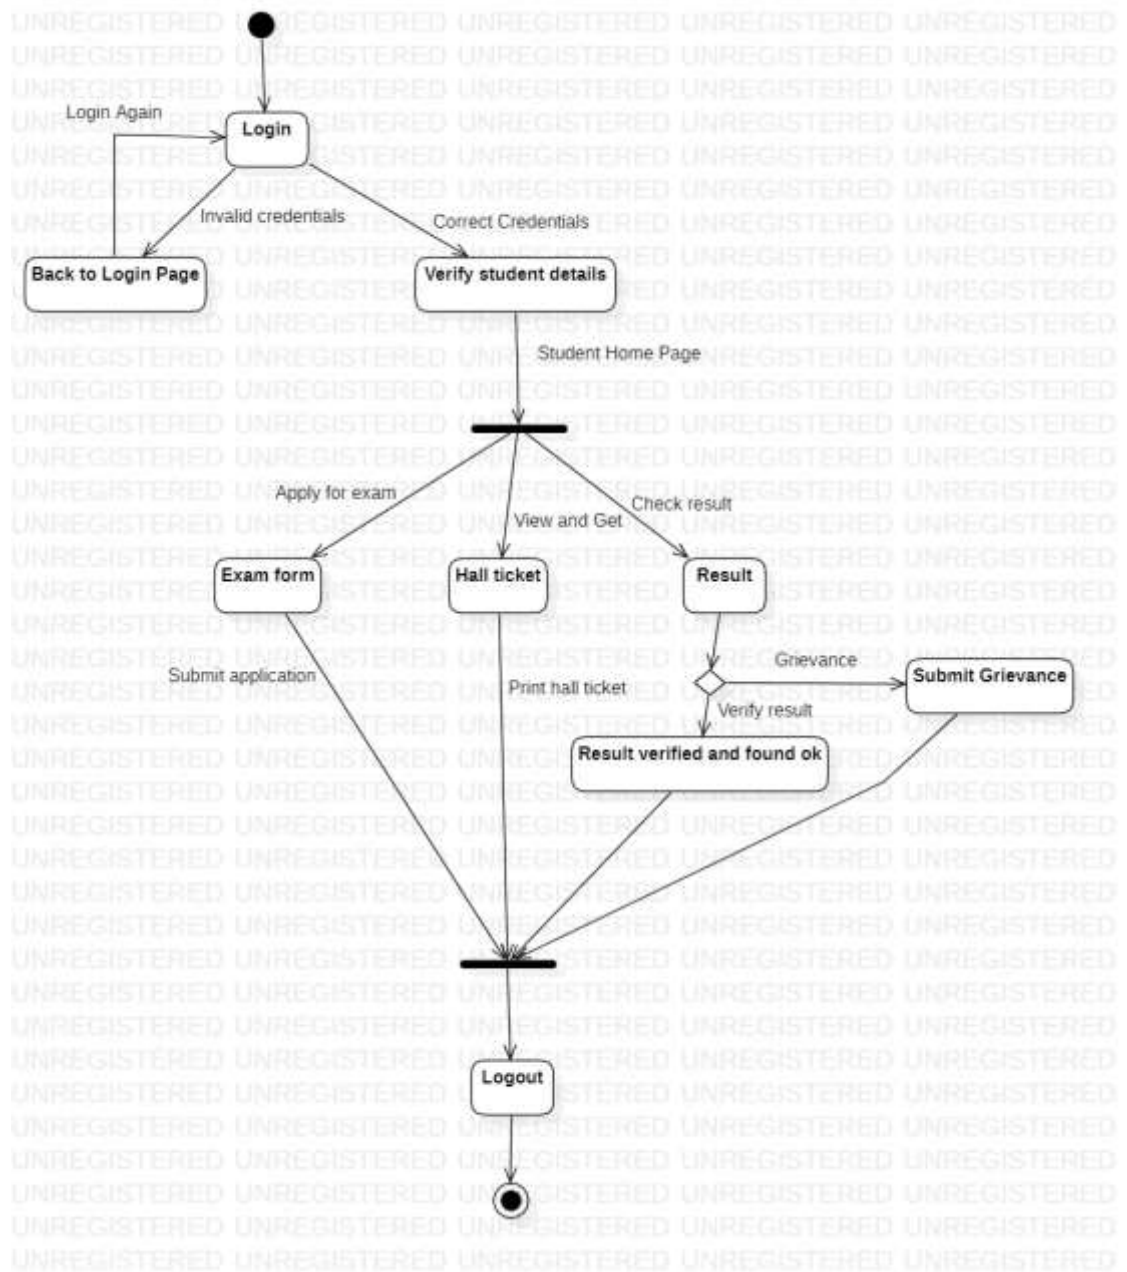 Login Again
Login
Invalid credentials
Correct Credentials
Back to Login Page
Verify student details
Student Home Page
Apply for exam
View and Get
Check result
Exam form
Hall ticket
Result
Submit application
Print hall ticket
Grievance
Submit Grievance
Verify result
Result verified and found ok
Logout
UNREGISTERED